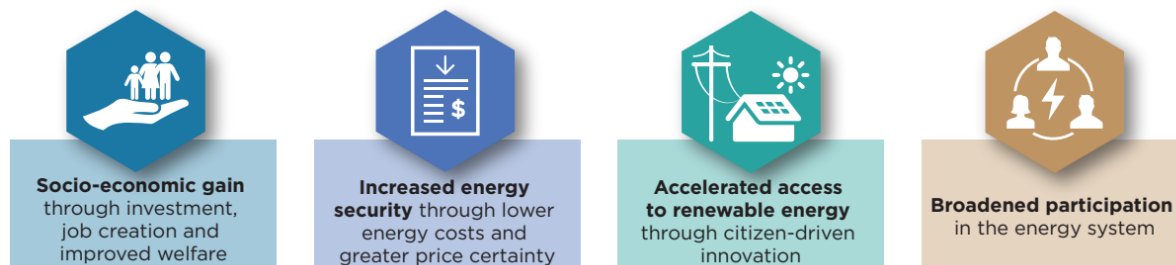 $
Socio-economic gain
through investment,
job creation and
improved welfare
Increased energy
security through lower
energy costs and
greater price certainty
Accelerated access
to renewable energy
through citizen-driven
innovation
Broadened participation
in the energy system